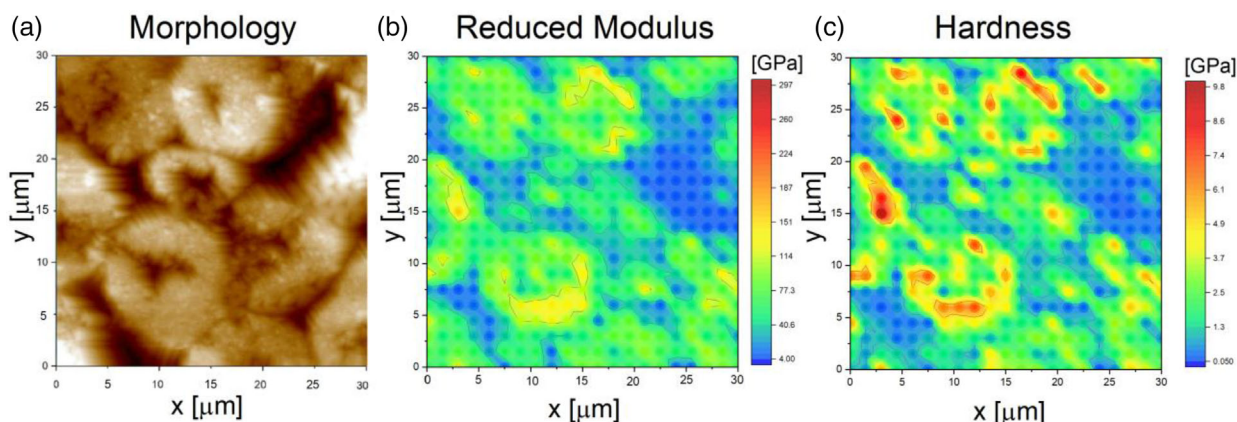 (a) Morphology
30
25
20
15
10
5
0
y [μm]
0 5 10 15 20 25 30
x [μm]
(b) Reduced Modulus
[GPa]
30
25
20
15
10
5
0
y [μm]
0 5 10 15 20 25 30
x [μm]
297
260
224
187
151
114
77.3
40.6
4.00
(c) Hardness
[GPa]
30
25
20
15
10
5
0
y [μm]
0 5 10 15 20 25 30
x [μm]
9.8
8.6
7.4
6.1
4.9
3.7
2.5
1.3
0.050